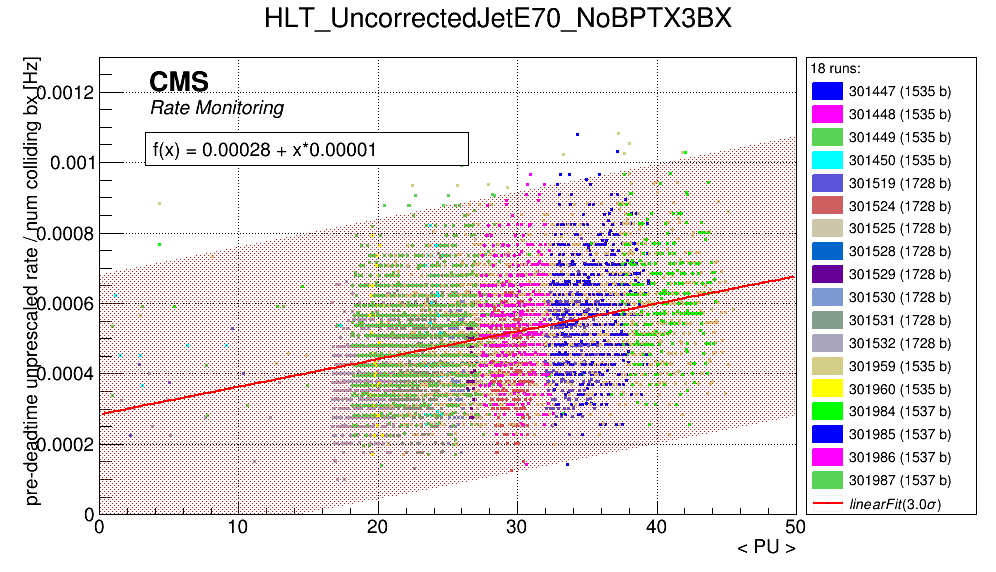 HLT_UncorrectedJetE70_NoBPTX3BX
pre-deadtime unprescaled rate / num colliding bx [Hz]
0.0012
0.001
0.0008
0.0006
0.0004
0.0002
0
CMS
Rate Monitoring
f(x) = 0.00028 + x*0.00001
0 10 20 30 40 50
< PU >
18 runs:
301447 (1535 b)
301448 (1535 b)
301449 (1535 b)
301450 (1535 b)
301519 (1728 b)
301524 (1728 b)
301525 (1728 b)
301528 (1728 b)
301529 (1728 b)
301530 (1728 b)
301531 (1728 b)
301532 (1728 b)
301959 (1535 b)
301960 (1535 b)
301984 (1537 b)
301985 (1537 b)
301986 (1537 b)
301987 (1537 b)
linearFit(3.0σ)